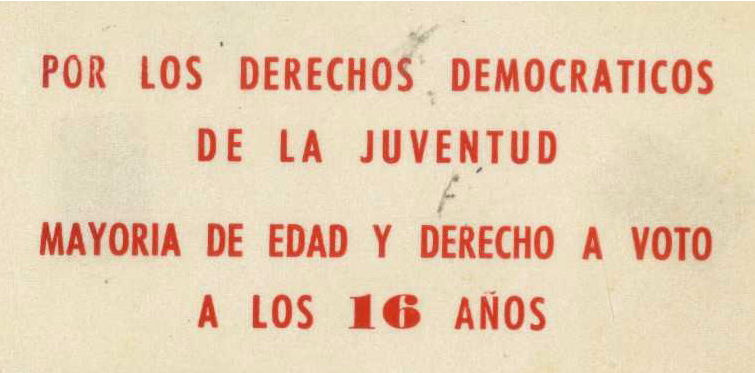 POR LOS DERECHOS DEMOCRATICOS
DE LA JUVENTUD
MAYORIA DE EDAD Y DERECHO A VOTO
A LOS 16 AÑOS